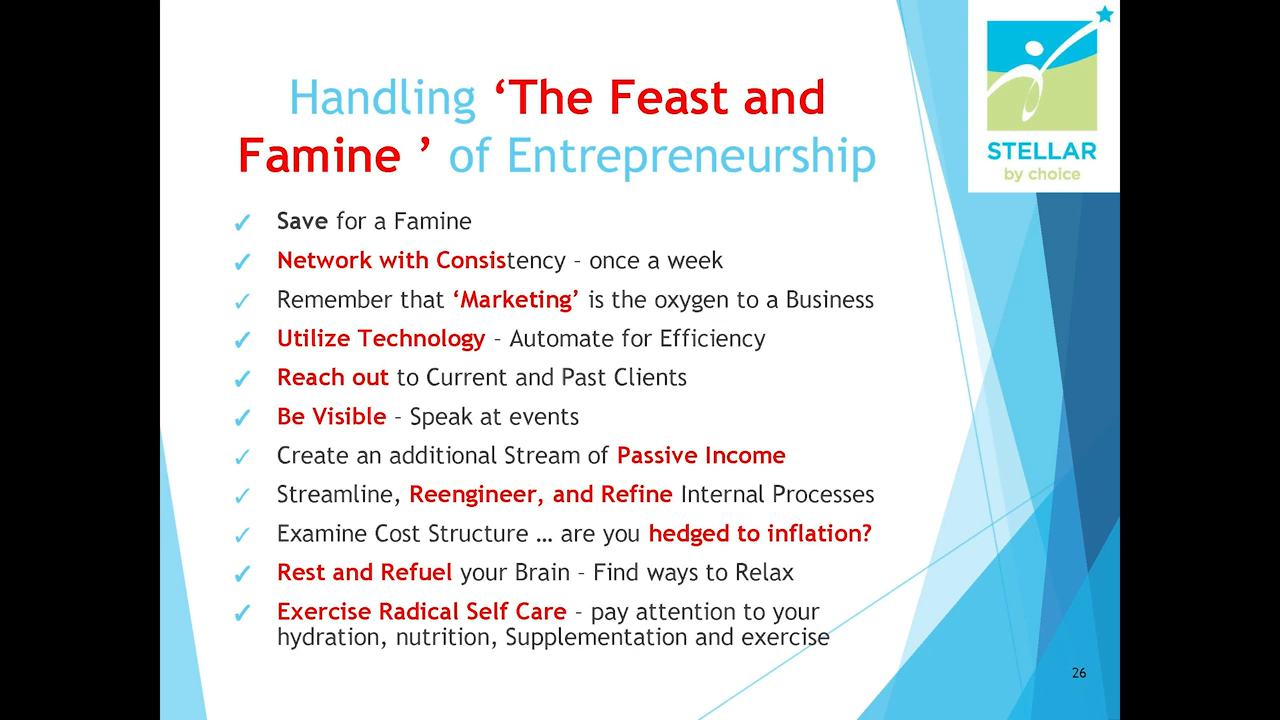 Handling ‘The Feast and
Famine ’ of Entrepreneurship
STELLAR
by choice
✓ Save for a Famine
✓ Network with Consistency – once a week
✓ Remember that ‘Marketing’ is the oxygen to a Business
✓ Utilize Technology – Automate for Efficiency
✓ Reach out to Current and Past Clients
✓ Be Visible – Speak at events
✓ Create an additional Stream of Passive Income
✓ Streamline, Reengineer, and Refine Internal Processes
✓ Examine Cost Structure … are you hedged to inflation?
✓ Rest and Refuel your Brain – Find ways to Relax
✓ Exercise Radical Self Care – pay attention to your
hydration, nutrition, Supplementation and exercise
26